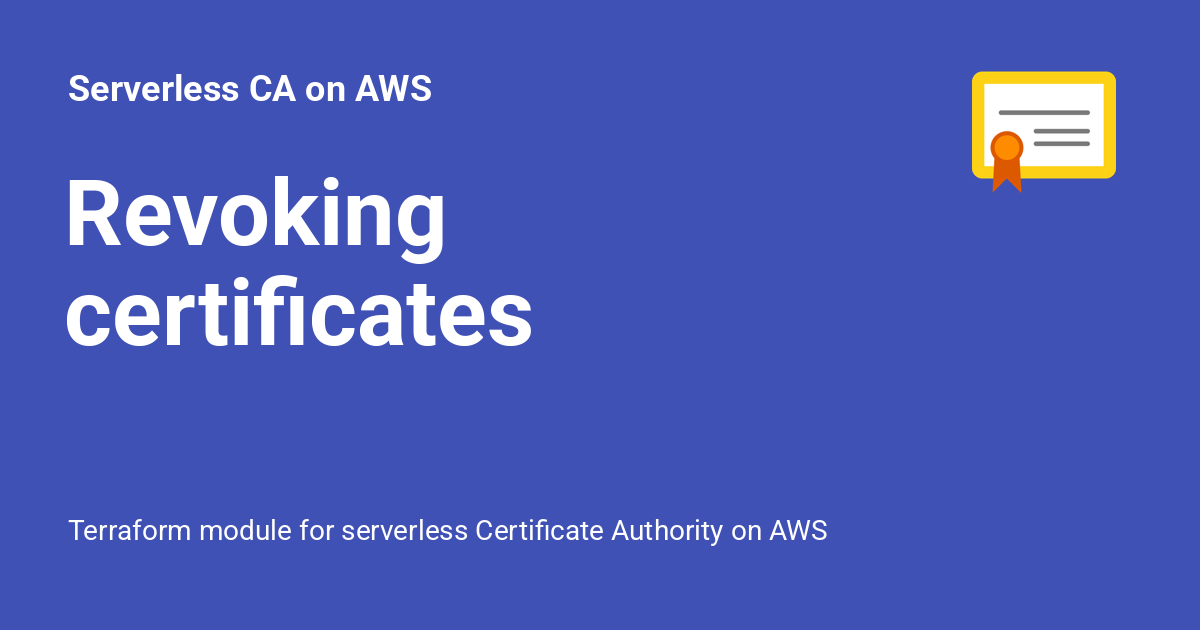 Serverless CA on AWS
Revoking
certificates
Terraform module for serverless Certificate Authority on AWS